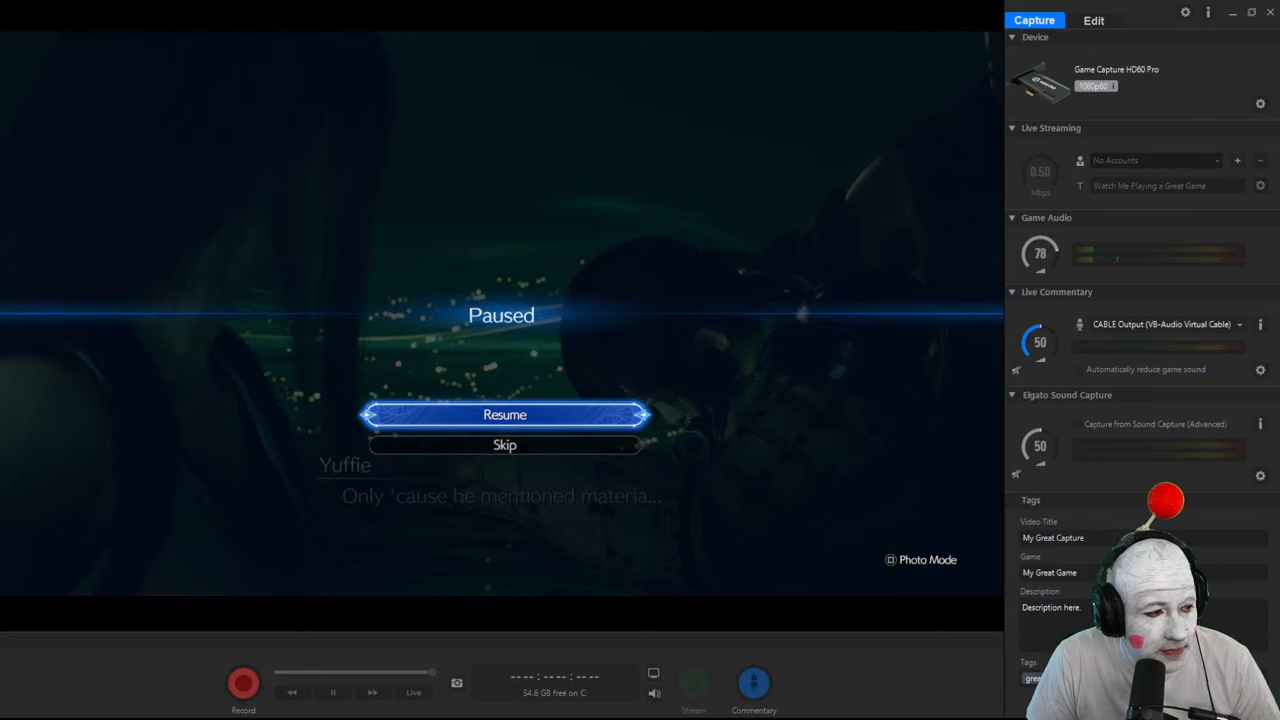 Capture
Edit
Device
Game Capture HD60 Pro
1080p60
Live Streaming
0.50
Mbps
No Accounts
Watch Me Playing a Great Game
Game Audio
78
Live Commentary
50
CABLE Output (VB-Audio Virtual Cable)
Automatically reduce game sound
Elgato Sound Capture
50
Capture from Sound Capture (Advanced)
Tags
Video Title
My Great Capture
Game
My Great Game
Description
Description here.
Tags
Paused
Resume
Skip
Yuffie
Only 'cause he mentioned materia...
Photo Mode
Record
Live
--:--:--:--
54.6 GB free on C:
Stream
Commentary